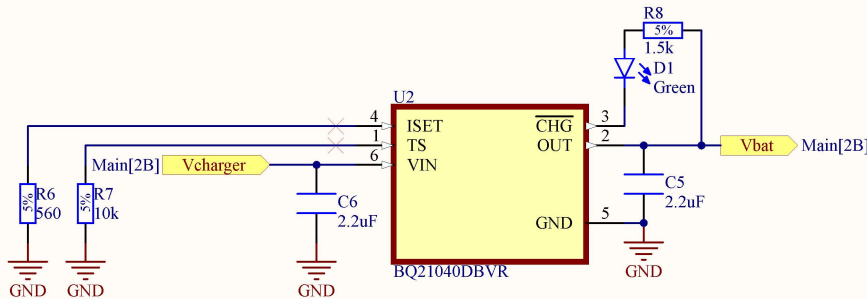 R8
5%
1.5k
D1
Green
U2
4
ISET
CHG
3
1
TS
OUT
2
Main[2B]
Vcharger
6
VIN
Vbat
Main[2B]
R6
5%
560
R7
5%
10k
C6
2.2uF
C5
2.2uF
GND
5
BQ21040DBVR
GND
GND
GND
GND